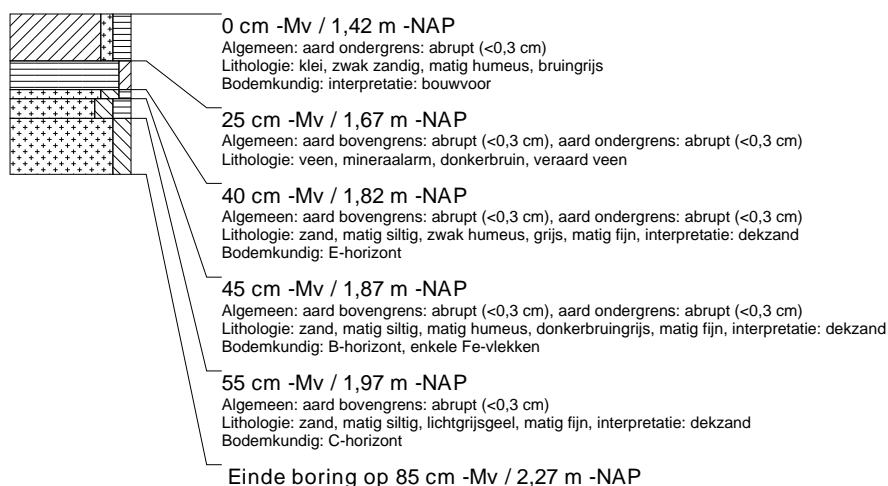 0 cm -Mv / 1,42 m -NAP
Algemeen: aard ondergrens: abrupt (<0,3 cm)
Lithologie: klei, zwak zandig, matig humeus, bruingrijs
Bodemkundig: interpretatie: bouwvoor
25 cm -Mv / 1,67 m -NAP
Algemeen: aard bovengrens: abrupt (<0,3 cm), aard ondergrens: abrupt (<0,3 cm)
Lithologie: veen, mineraalarm, donkerbruin, veraard veen
40 cm -Mv / 1,82 m -NAP
Algemeen: aard bovengrens: abrupt (<0,3 cm), aard ondergrens: abrupt (<0,3 cm)
Lithologie: zand, matig siltig, zwak humeus, grijs, matig fijn, interpretatie: dekzand
Bodemkundig: E-horizont
45 cm -Mv / 1,87 m -NAP
Algemeen: aard bovengrens: abrupt (<0,3 cm), aard ondergrens: abrupt (<0,3 cm)
Lithologie: zand, matig siltig, matig humeus, donkerbruingrijs, matig fijn, interpretatie: dekzand
Bodemkundig: B-horizont, enkele Fe-vlekken
55 cm -Mv / 1,97 m -NAP
Algemeen: aard bovengrens: abrupt (<0,3 cm)
Lithologie: zand, matig siltig, lichtgrijsgeel, matig fijn, interpretatie: dekzand
Bodemkundig: C-horizont
Einde boring op 85 cm -Mv / 2,27 m -NAP